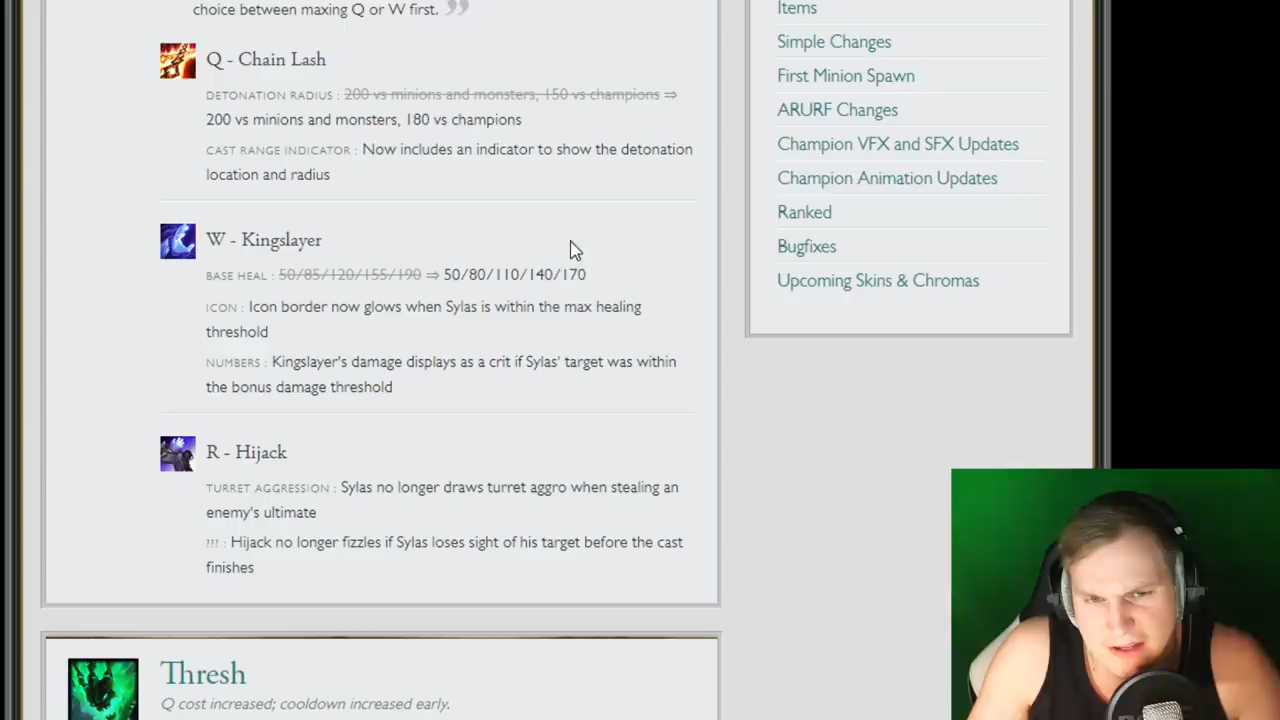 choice between maxing Q or W first.
Q - Chain Lash
DETONATION RADIUS : 200 vs minions and monsters, 150 vs champions ⇒
200 vs minions and monsters, 180 vs champions
CAST RANGE INDICATOR : Now includes an indicator to show the detonation
location and radius
W - Kingslayer
BASE HEAL : 50/85/120/155/190 ⇒ 50/80/110/140/170
ICON : Icon border now glows when Sylas is within the max healing
threshold
NUMBERS : Kingslayer's damage displays as a crit if Sylas' target was within
the bonus damage threshold
R - Hijack
TURRET AGGRESSION : Sylas no longer draws turret aggro when stealing an
enemy's ultimate
??? : Hijack no longer fizzles if Sylas loses sight of his target before the cast
finishes
Thresh
Q cost increased; cooldown increased early.
Items
Simple Changes
First Minion Spawn
ARURF Changes
Champion VFX and SFX Updates
Champion Animation Updates
Ranked
Bugfixes
Upcoming Skins & Chromas